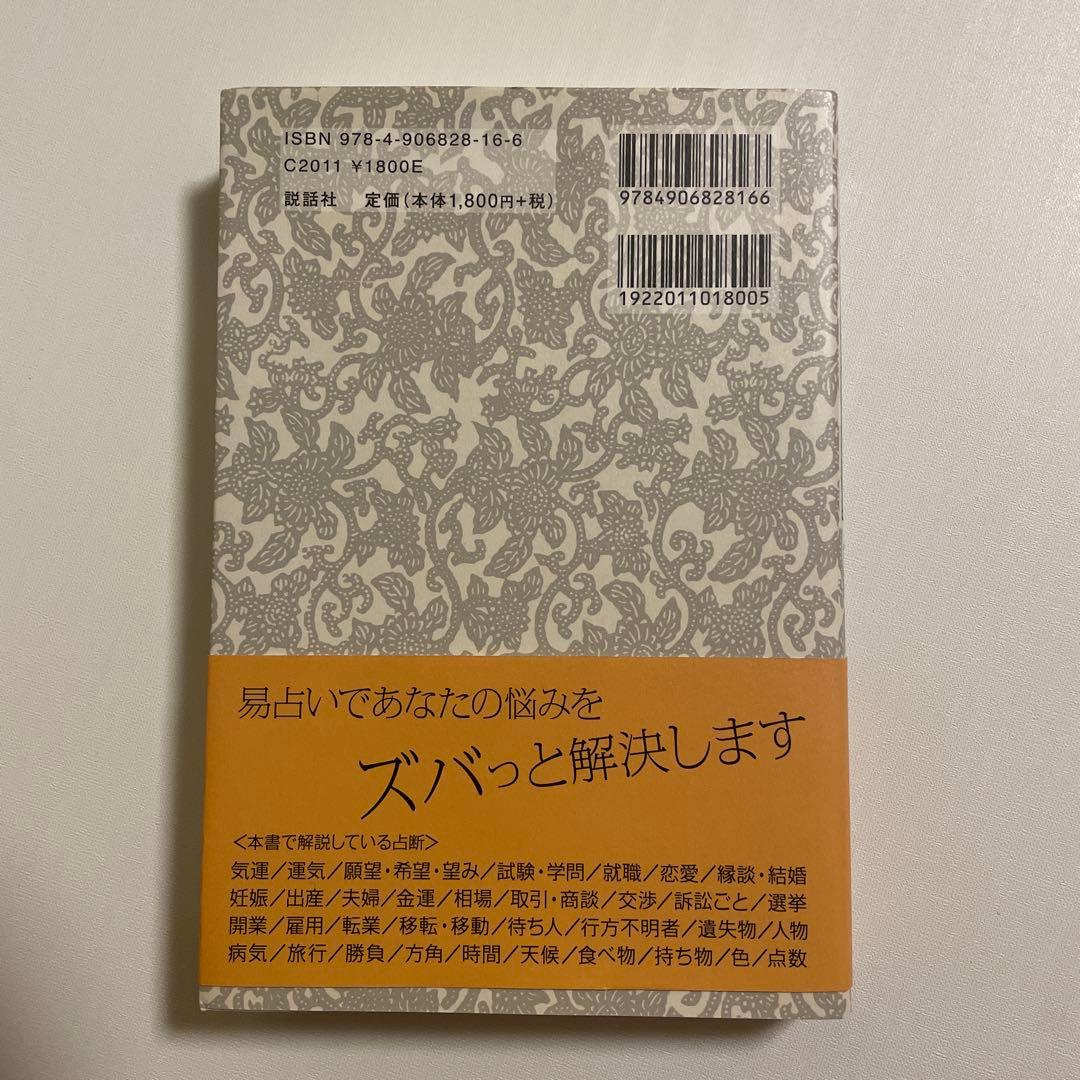 ISBN 978-4-906828-16-6
C2011 ¥1800E
説話社　定価(本体1,800円+税)
9784906828166
1922011018005
易占いであなたの悩みを
ズバっと解決します
＜本書で解説している占断＞
気運／運気／願望・希望・望み／試験・学問／就職／恋愛／縁談・結婚
妊娠／出産／夫婦／金運／相場／取引・商談／交渉／訴訟ごと／選挙
開業／雇用／転業／移転・移動／待ち人／行方不明者／遺失物／人物
病気／旅行／勝負／方角／時間／天候／食べ物／持ち物／色／点数